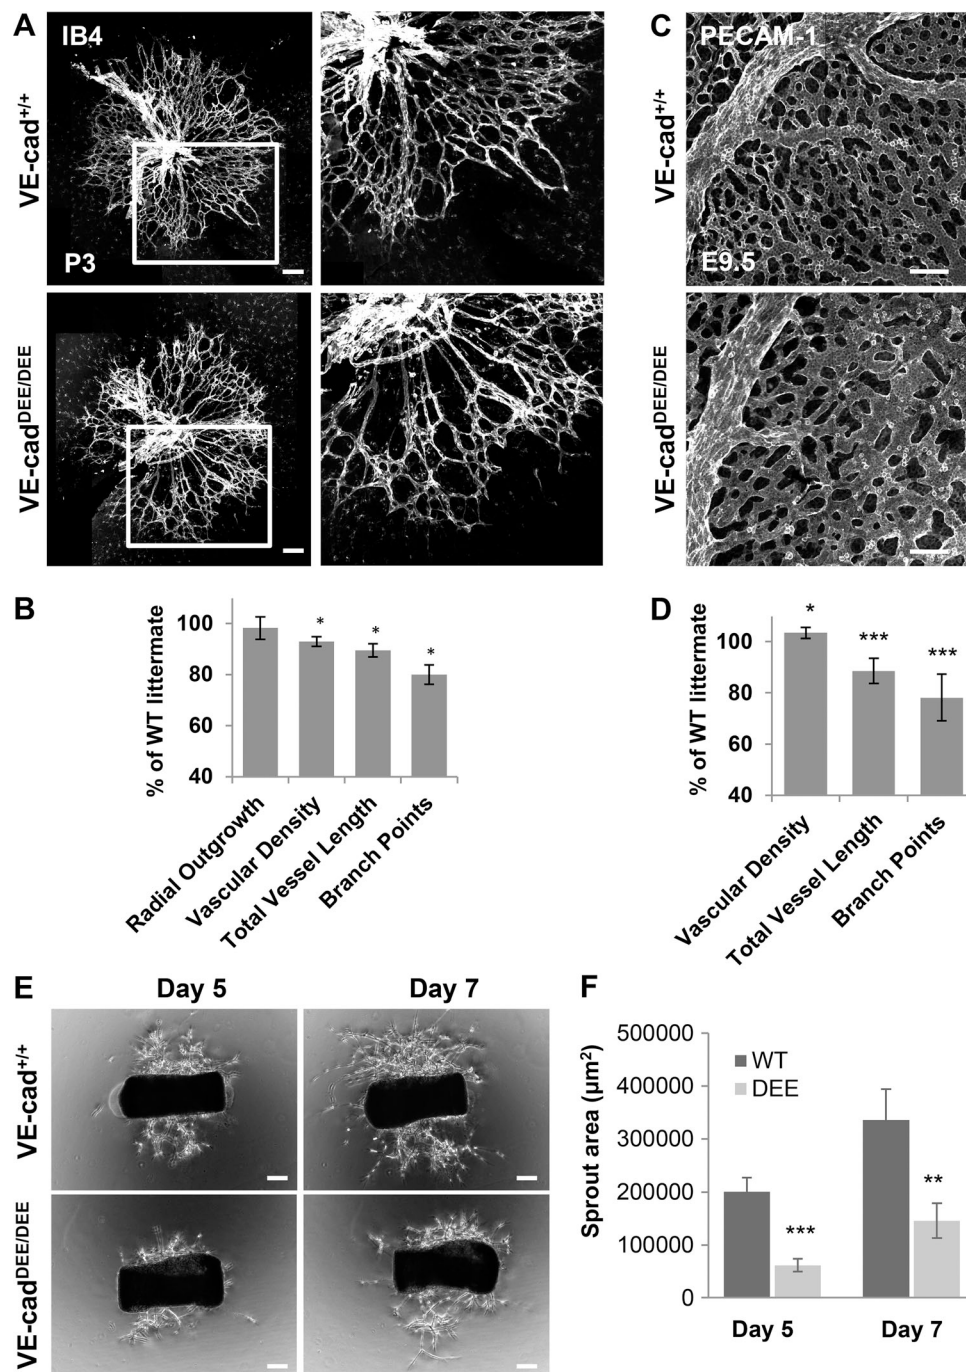 A
IB4
VE-cad+/+
P3
VE-cadDEE/DEE
C
PECAM-1
VE-cad+/+
E9.5
VE-cadDEE/DEE
B
% of WT littermate
100
80
60
40
* * *
Radial Outgrowth
Vascular Density
Total Vessel Length
Branch Points
D
% of WT littermate
100
80
60
40
* *** ***
Vascular Density
Total Vessel Length
Branch Points
E
Day 5 Day 7
VE-cad+/+
VE-cadDEE/DEE
F
Sprout area (µm²)
500000
400000
300000
200000
100000
0
WT
DEE
***
**
Day 5 Day 7